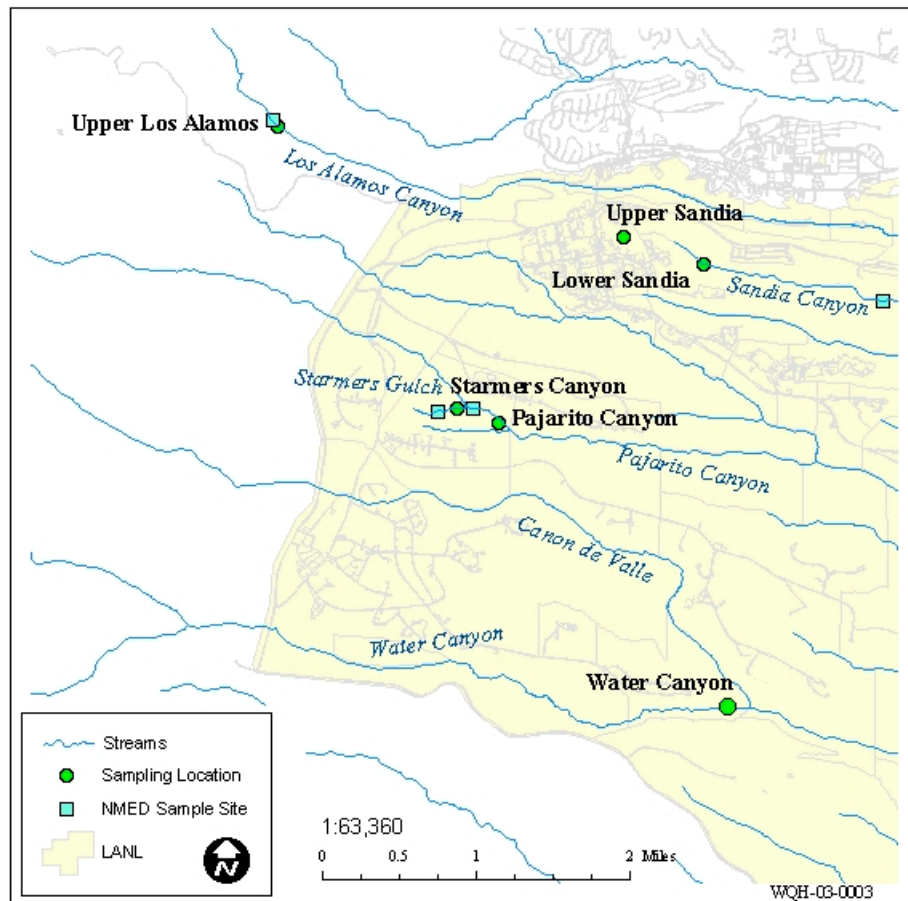 Upper Los Alamos
Los Alamos Canyon
Upper Sandia
Lower Sandia
Sandia Canyon
Starmers Gulch
Starmers Canyon
Pajarito Canyon
Pajarito Canyon
Canon de Valle
Water Canyon
Water Canyon
Streams
Sampling Location
NMED Sample Site
LANL
N
1:63,360
0 0.5 1 2 Miles
WQH-03-0003